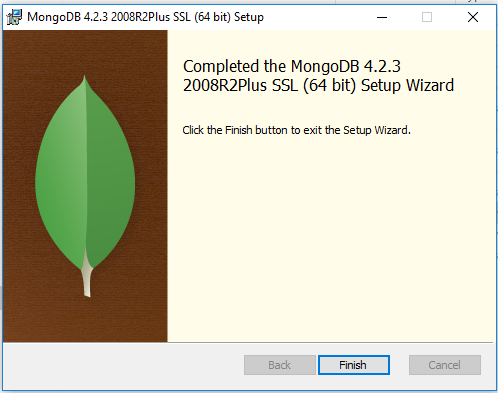 MongoDB 4.2.3 2008R2Plus SSL (64 bit) Setup
Completed the MongoDB 4.2.3
2008R2Plus SSL (64 bit) Setup Wizard
Click the Finish button to exit the Setup Wizard.
Back
Finish
Cancel